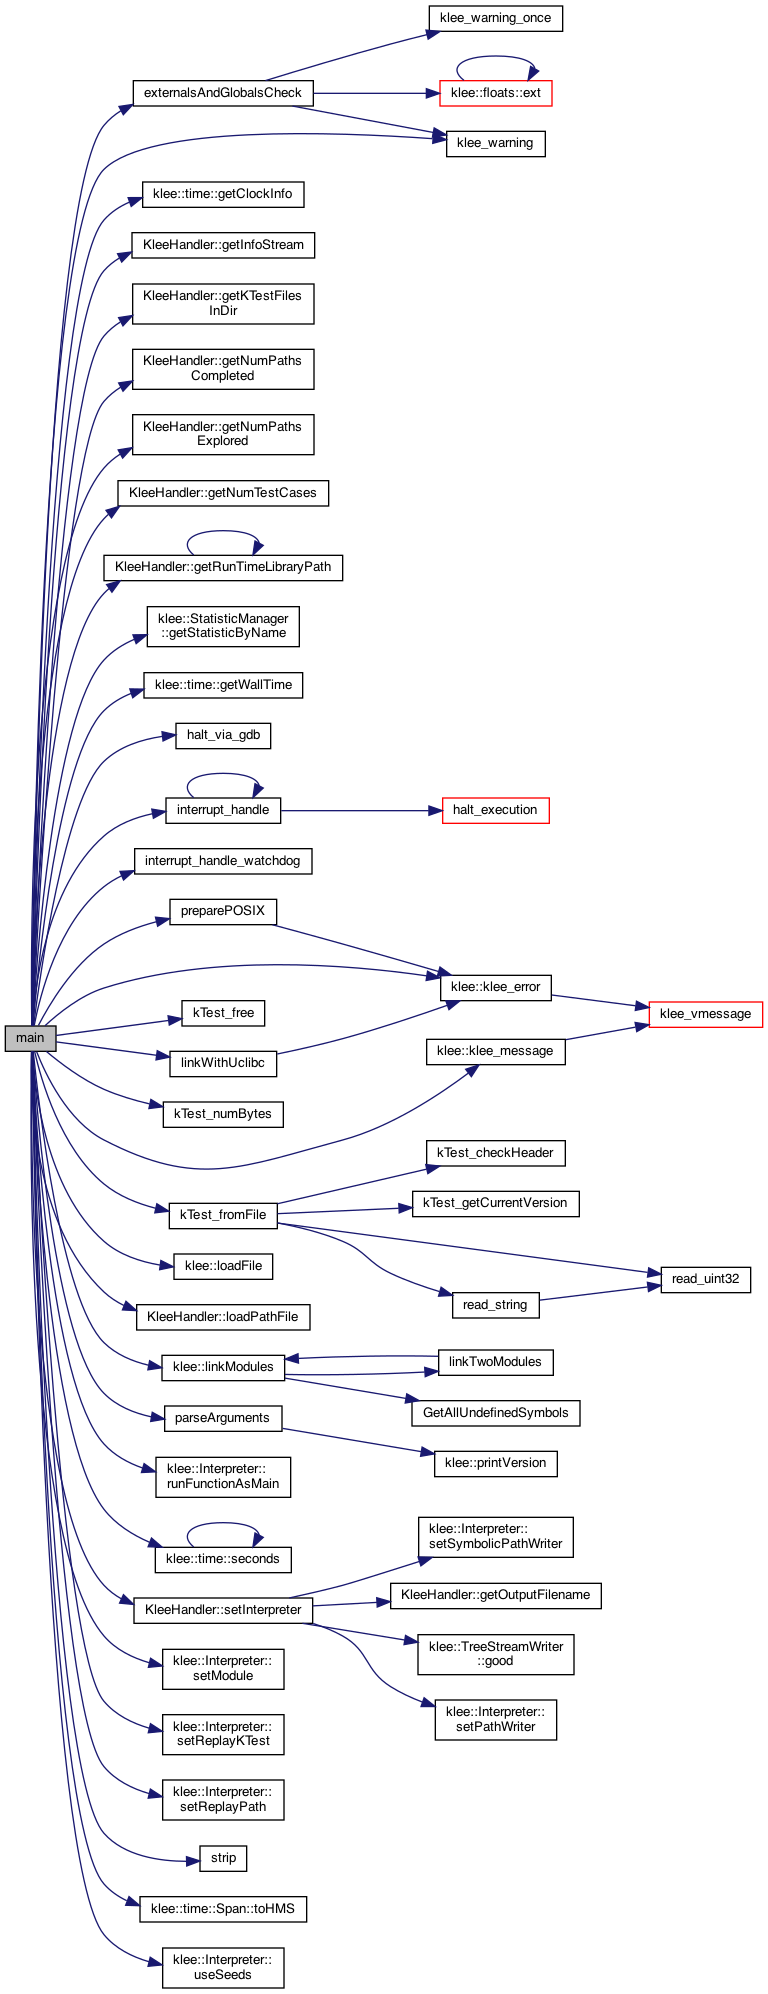 klee_warning_once
externalsAndGlobalsCheck
klee::floats::ext
klee_warning
klee::time::getClockInfo
KleeHandler::getInfoStream
KleeHandler::getKTestFiles
InDir
KleeHandler::getNumPaths
Completed
KleeHandler::getNumPaths
Explored
KleeHandler::getNumTestCases
KleeHandler::getRunTimeLibraryPath
klee::StatisticManager
::getStatisticByName
klee::time::getWallTime
halt_via_gdb
interrupt_handle
halt_execution
interrupt_handle_watchdog
preparePOSIX
klee::klee_error
kTest_free
klee_vmessage
main
klee::klee_message
linkWithUclibc
kTest_numBytes
kTest_checkHeader
kTest_getCurrentVersion
kTest_fromFile
klee::loadFile
read_uint32
read_string
KleeHandler::loadPathFile
linkTwoModules
klee::linkModules
GetAllUndefinedSymbols
parseArguments
klee::printVersion
klee::Interpreter::
runFunctionAsMain
klee::Interpreter::
setSymbolicPathWriter
klee::time::seconds
KleeHandler::getOutputFilename
KleeHandler::setInterpreter
klee::TreeStreamWriter
::good
klee::Interpreter::
setModule
klee::Interpreter::
setPathWriter
klee::Interpreter::
setReplayKTest
klee::Interpreter::
setReplayPath
strip
klee::time::Span::toHMS
klee::Interpreter::
useSeeds